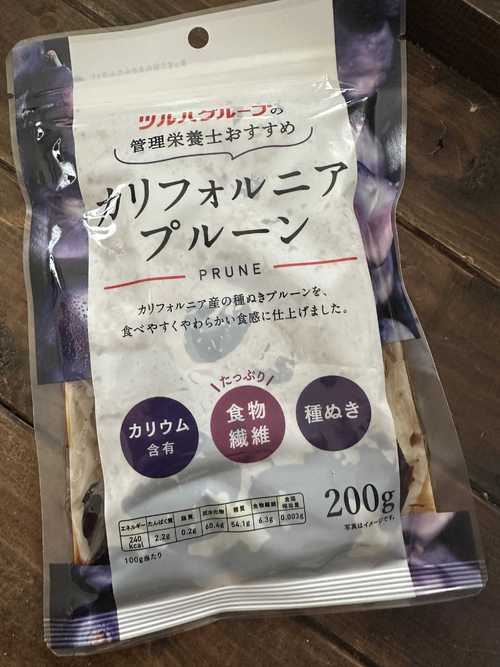 ツルハグループの
管理栄養士おすすめ
カリフォルニア
プルーン
PRUNE
カリフォルニア産の種ぬきプルーンを、
食べやすくやわらかい食感に仕上げました。
カリウム
含有
たっぷり
食物
繊維
種ぬき
200g
写真はイメージです。
エネルギー たんぱく質 脂質 炭水化物 糖質 食物繊維 食塩相当量
240kcal 2.2g 0.2g 60.4g 54.1g 6.3g 0.003g
100g当たり